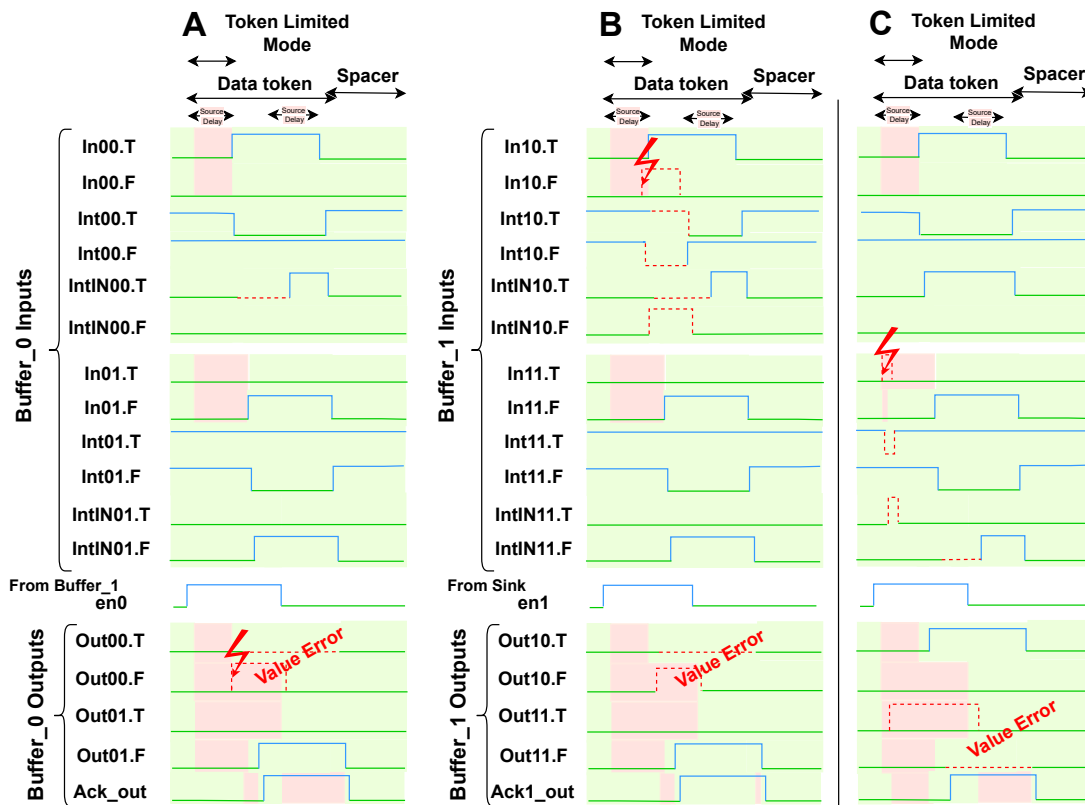 A
Token Limited
Mode
Data token
Spacer
Source
Delay
Source
Delay
Buffer_0 Inputs
In00.T
In00.F
Int00.T
Int00.F
IntIN00.T
IntIN00.F
In01.T
In01.F
Int01.T
Int01.F
IntIN01.T
IntIN01.F
From Buffer_1
en0
Buffer_0 Outputs
Out00.T
Out00.F
Out01.T
Out01.F
Ack_out
Value Error
B
Token Limited
Mode
Data token
Spacer
Source
Delay
Source
Delay
Buffer_1 Inputs
In10.T
In10.F
Int10.T
Int10.F
IntIN10.T
IntIN10.F
In11.T
In11.F
Int11.T
Int11.F
IntIN11.T
IntIN11.F
From Sink
en1
Buffer_1 Outputs
Out10.T
Out10.F
Out11.T
Out11.F
Ack1_out
Value Error
C
Token Limited
Mode
Data token
Spacer
Source
Delay
Source
Delay
Value Error